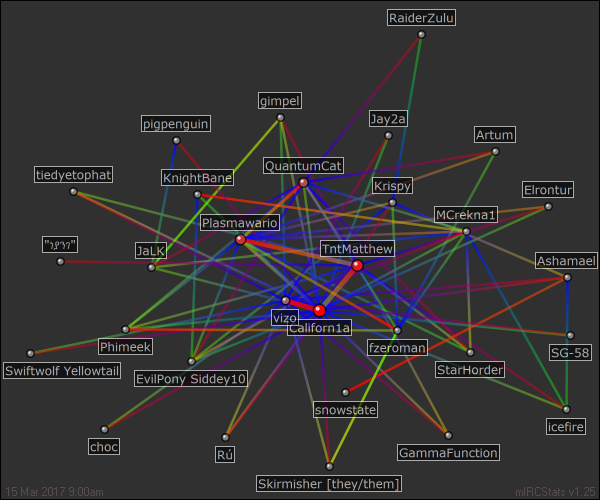 RaiderZulu
gimpel
Jay2a
pigpenguin
Artum
QuantumCat
tiedyetophat
KnightBane
Krispy
Elrontur
Plasmawario
MCrekna1
JaLK
TntMatthew
Ashamael
vizo
Californ1a
Phimeek
fzeroman
SG-58
Swiftwolf Yellowtail
EvilPony Siddey10
StarHorder
snowstate
icefire
choc
Rú
GammaFunction
Skirmisher [they/them]
15 Mar 2017 9:00am
mIRCStats v1.25